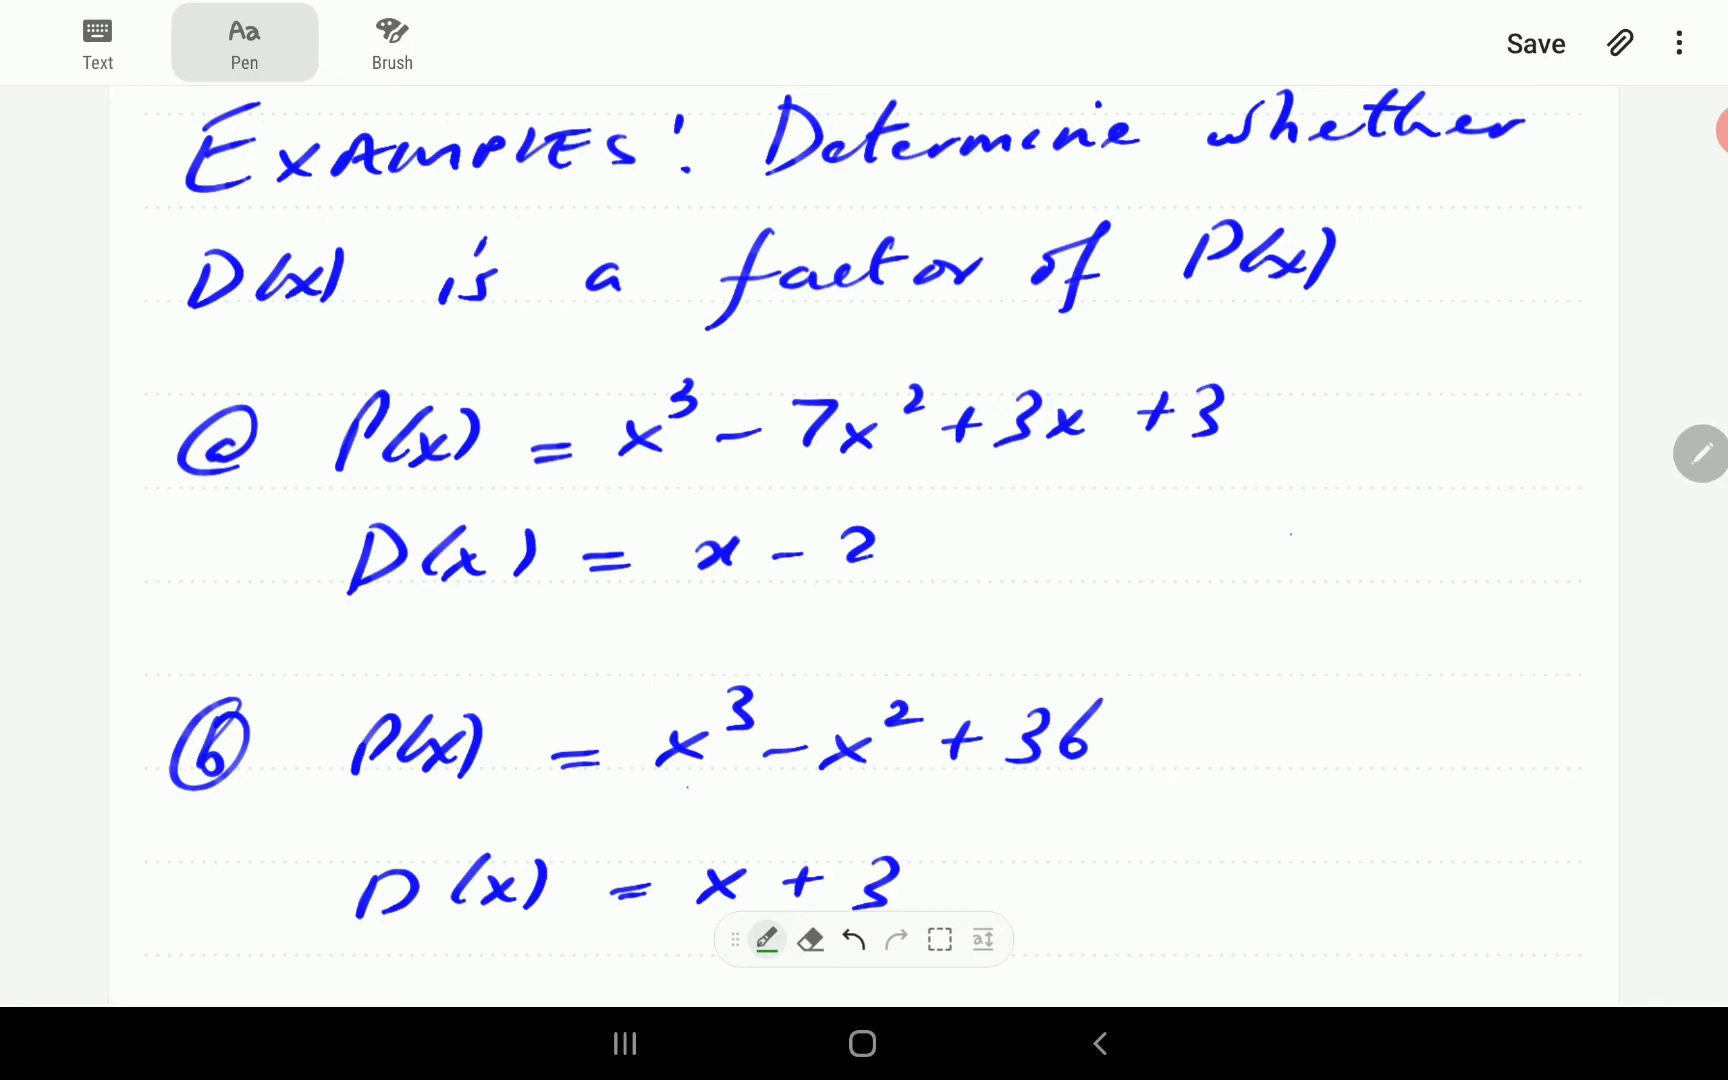 Text
Aa
Pen
Brush
Save
EXAMPLES: Determine whether
D(x) is a factor of P(x)
ⓐ P(x) = x³ - 7x² + 3x + 3
D(x) = x - 2
ⓑ P(x) = x³ - x² + 36
D(x) = x + 3
a